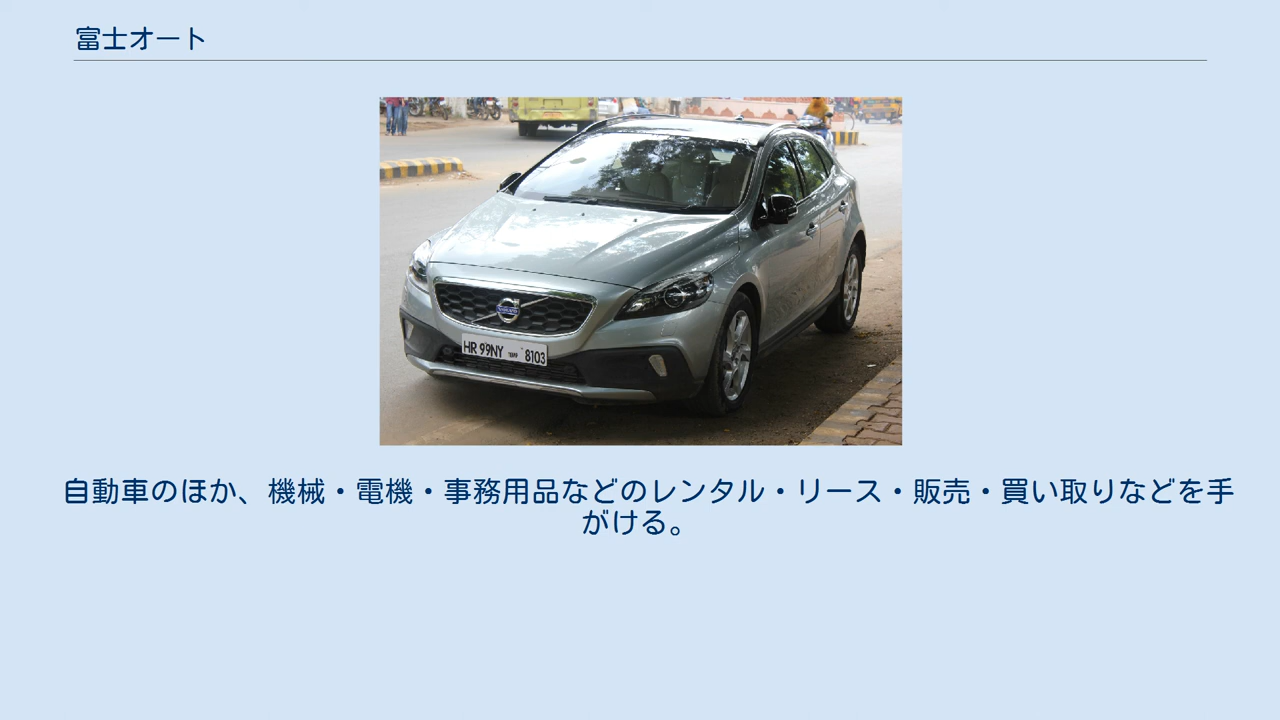 富士オート
VOLVO
HR 99NY 8103
自動車のほか、機械・電機・事務用品などのレンタル・リース・販売・買い取りなどを手
がける。